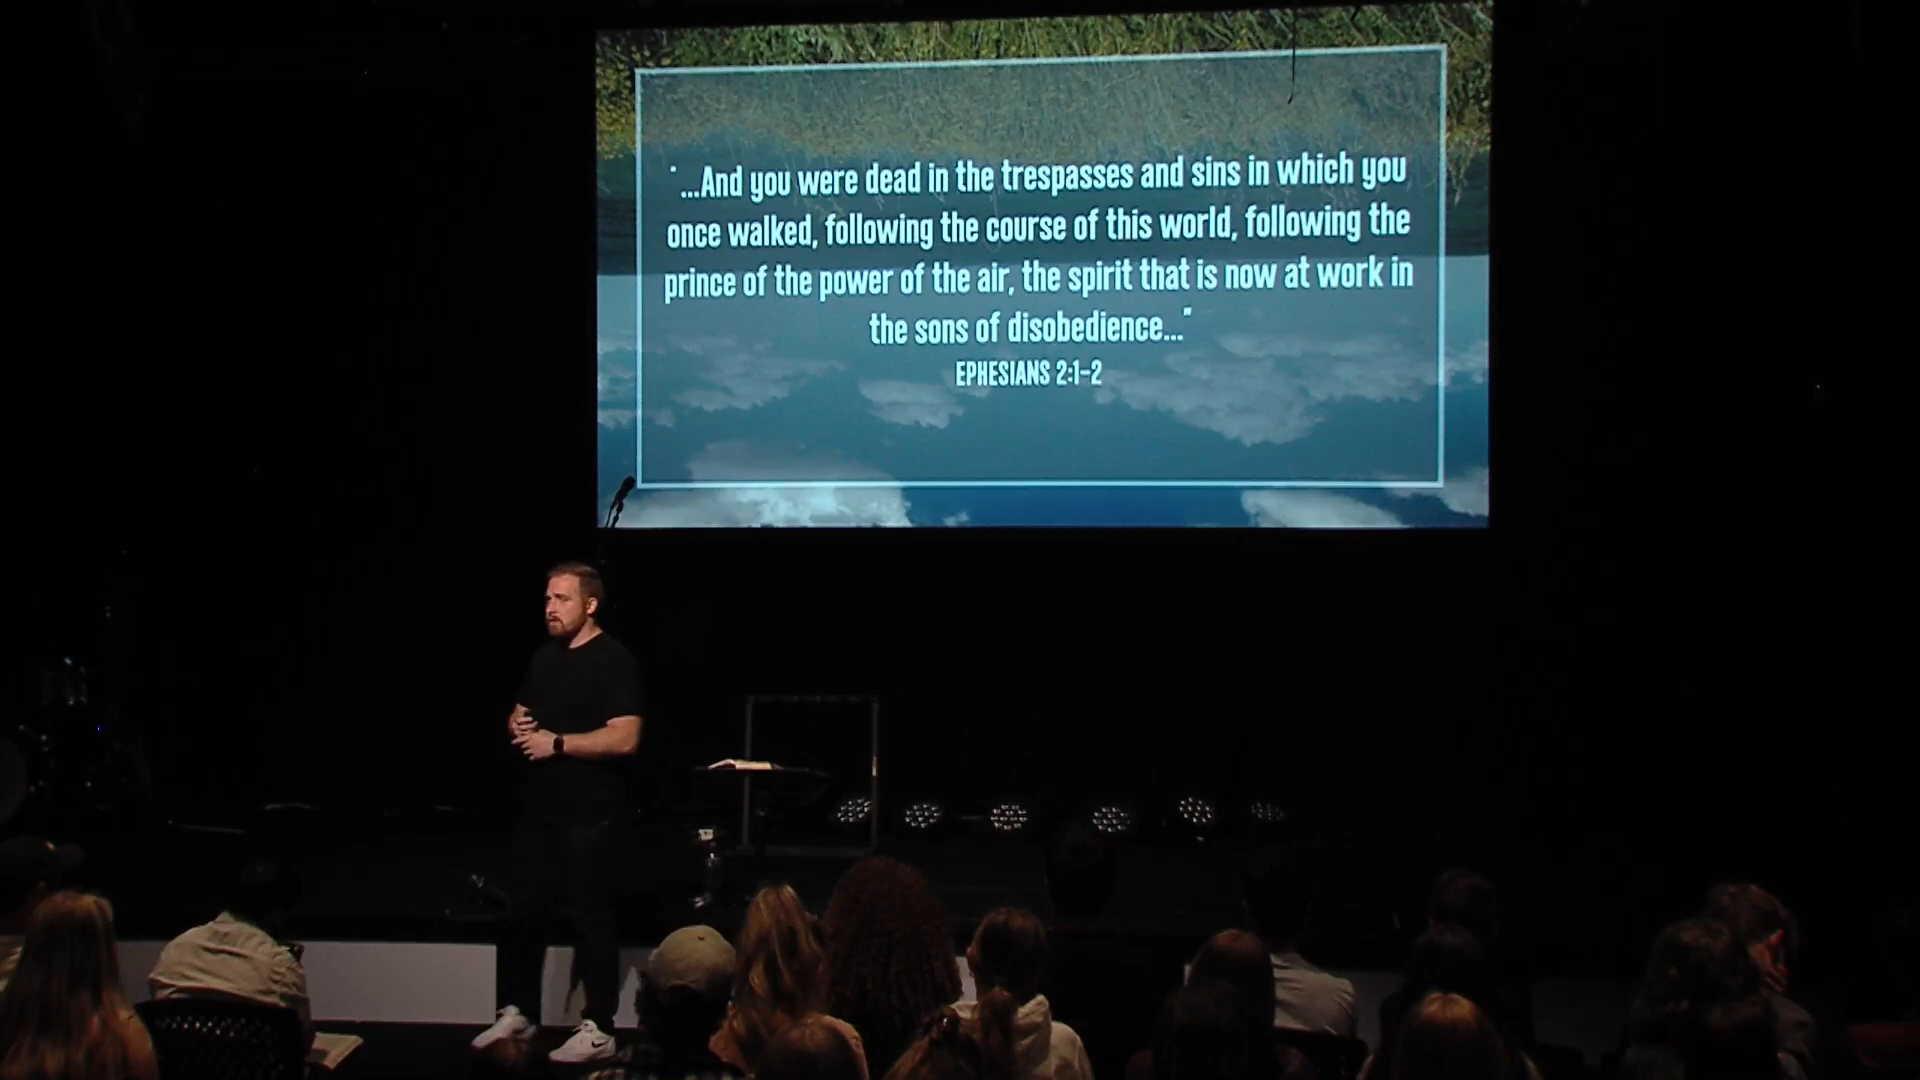 "...And you were dead in the trespasses and sins in which you
once walked, following the course of this world, following the
prince of the power of the air, the spirit that is now at work in
the sons of disobedience..."
EPHESIANS 2:1-2